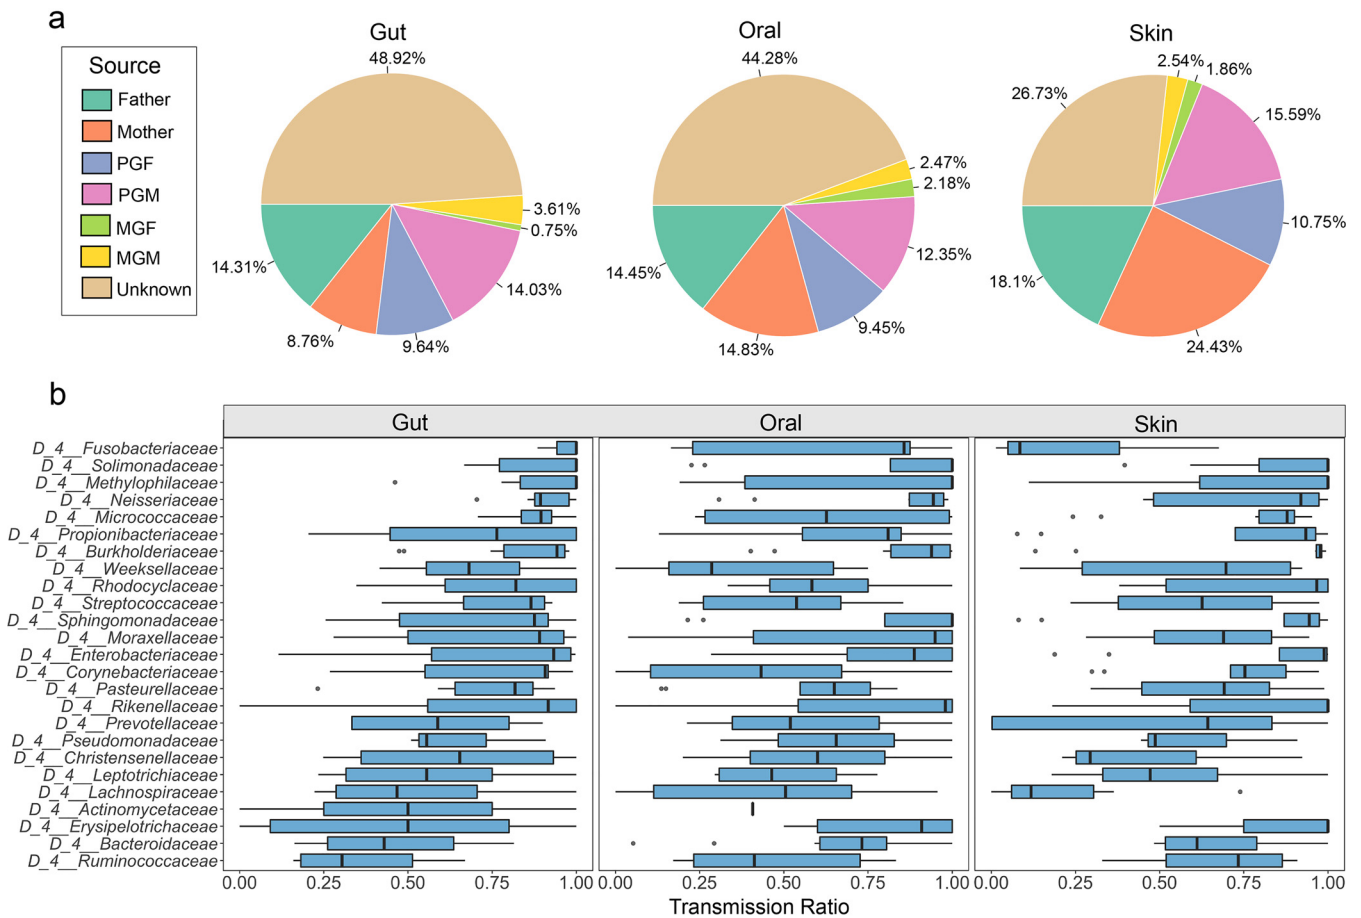 a
Gut
Oral
Skin
Source
Father
Mother
PGF
PGM
MGF
MGM
Unknown
48.92%
3.61%
0.75%
14.03%
9.64%
8.76%
14.31%
44.28%
2.47%
2.18%
12.35%
9.45%
14.83%
14.45%
26.73%
2.54%
1.86%
15.59%
10.75%
24.43%
18.1%
b
Gut
Oral
Skin
D_4__Fusobacteriaceae
D_4__Solimonadaceae
D_4__Methylophilaceae
D_4__Neisseriaceae
D_4__Micrococcaceae
D_4__Propionibacteriaceae
D_4__Burkholderiaceae
D_4__Weeksellaceae
D_4__Rhodocyclaceae
D_4__Streptococcaceae
D_4__Sphingomonadaceae
D_4__Moraxellaceae
D_4__Enterobacteriaceae
D_4__Corynebacteriaceae
D_4__Pasteurellaceae
D_4__Rikenellaceae
D_4__Prevotellaceae
D_4__Pseudomonadaceae
D_4__Christensenellaceae
D_4__Leptotrichiaceae
D_4__Lachnospiraceae
D_4__Actinomycetaceae
D_4__Erysipelotrichaceae
D_4__Bacteroidaceae
D_4__Ruminococcaceae
0.00 0.25 0.50 0.75 1.00
0.00 0.25 0.50 0.75 1.00
0.00 0.25 0.50 0.75 1.00
Transmission Ratio